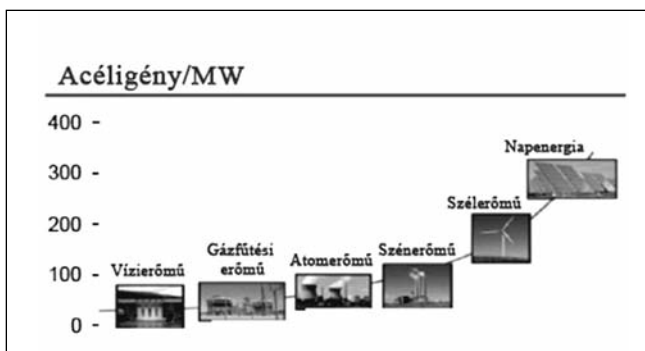 Acéligény/MW
400 -
300 -
200 -
100 -
0 -
Vízierőmű
Gázfűtési
erőmű
Atomerőmű
Szénerőmű
Szélerőmű
Napenergia